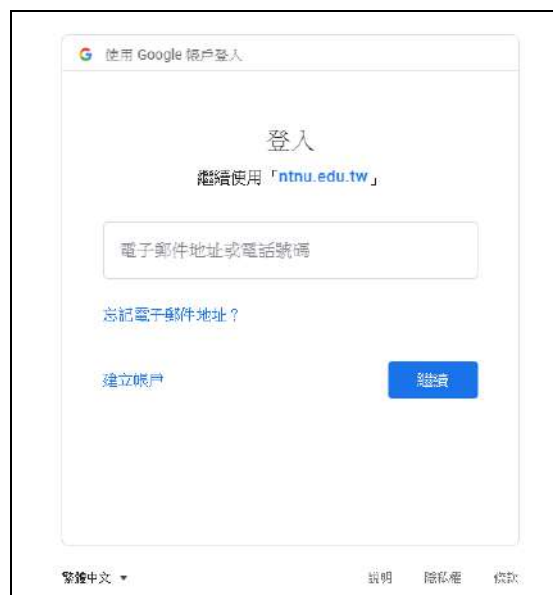 使用 Google 帳戶登入
登入
繼續使用「ntnu.edu.tw」
電子郵件地址或電話號碼
忘記電子郵件地址？
建立帳戶
繼續
繁體中文
說明 隱私權 條款